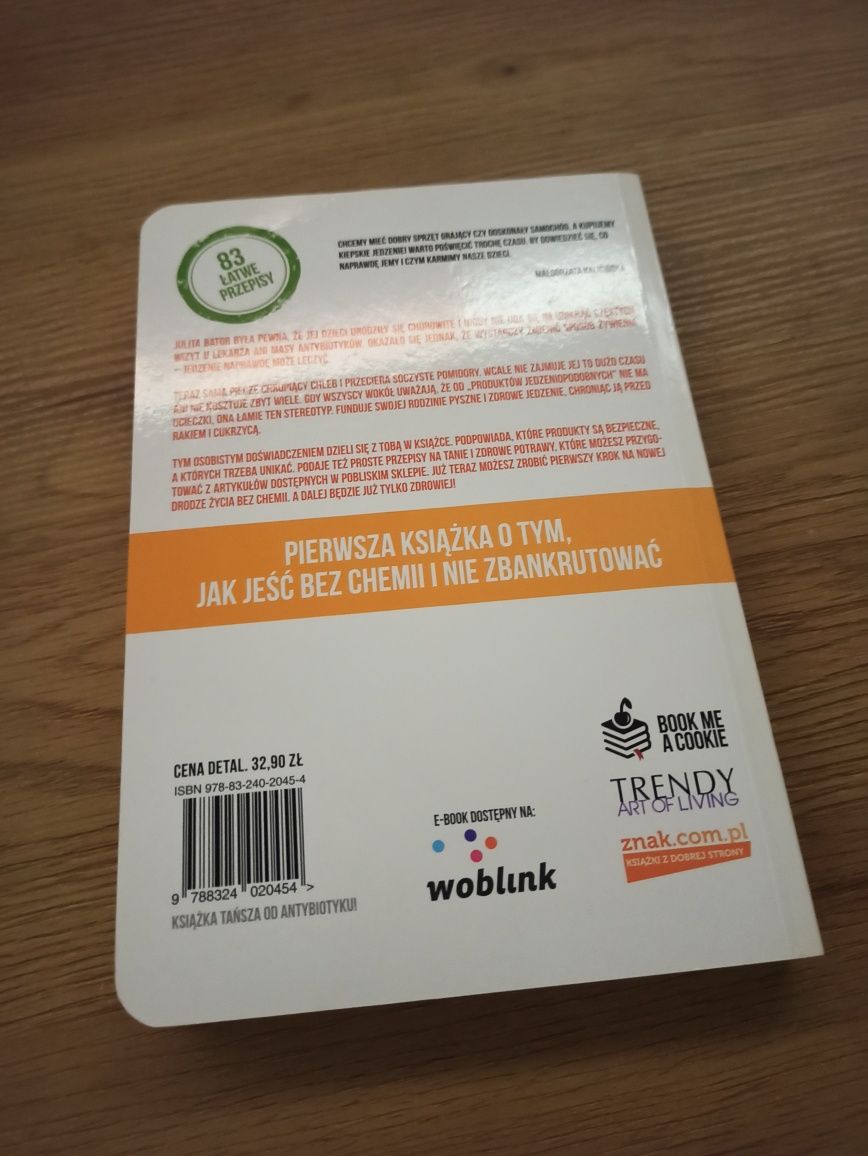 83
ŁATWE
PRZEPISY
CHCEMY MIEĆ DOBRY SPRZĘT GRAJĄCY CZY DOSKONAŁY SAMOCHÓD, A KUPUJEMY
KIEPSKIE JEDZENIE! WARTO POŚWIĘCIĆ TROCHĘ CZASU, BY DOWIEDZIEĆ SIĘ, CO
NAPRAWDĘ JEMY I CZYM KARMIMY NASZE DZIECI.
MAŁGORZATA KALICIŃSKA
JULITA BATOR BYŁA PEWNA, ŻE JEJ DZIECI URODZIŁY SIĘ CHOROWITE I NIGDY NIE UDA SIĘ IM UNIKNĄĆ CZĘSTYCH
WIZYT U LEKARZA ANI MASY ANTYBIOTYKÓW. OKAZAŁO SIĘ JEDNAK, ŻE WYSTARCZY ZMIENIĆ SPOSÓB ŻYWIENIA
– JEDZENIE NAPRAWDĘ MOŻE LECZYĆ.
TERAZ SAMA PIECZE CHRUPIĄCY CHLEB I PRZECIERA SOCZYSTE POMIDORY. WCALE NIE ZAJMUJE JEJ TO DUŻO CZASU
ANI NIE KOSZTUJE ZBYT WIELE. GDY WSZYSCY WOKÓŁ UWAŻAJĄ, ŻE OD „PRODUKTÓW JEDZENIOPODOBNYCH” NIE MA
UCIECZKI, ONA ŁAMIE TEN STEREOTYP. FUNDUJE SWOJEJ RODZINIE PYSZNE I ZDROWE JEDZENIE, CHRONIĄC JĄ PRZED
RAKIEM I CUKRZYCĄ.
TYM OSOBISTYM DOŚWIADCZENIEM DZIELI SIĘ Z TOBĄ W KSIĄŻCE. PODPOWIADA, KTÓRE PRODUKTY SĄ BEZPIECZNE,
A KTÓRYCH TRZEBA UNIKAĆ. PODAJE TEŻ PROSTE PRZEPISY NA TANIE I ZDROWE POTRAWY, KTÓRE MOŻESZ PRZYGO-
TOWAĆ Z ARTYKUŁÓW DOSTĘPNYCH W POBLISKIM SKLEPIE. JUŻ TERAZ MOŻESZ ZROBIĆ PIERWSZY KROK NA NOWEJ
DRODZE ŻYCIA BEZ CHEMII. A DALEJ BĘDZIE JUŻ TYLKO ZDROWIEJ!
PIERWSZA KSIĄŻKA O TYM,
JAK JEŚĆ BEZ CHEMII I NIE ZBANKRUTOWAĆ
CENA DETAL. 32,90 ZŁ
ISBN 978-83-240-2045-4
9 788324 020454 >
KSIĄŻKA TAŃSZA OD ANTYBIOTYKU!
E-BOOK DOSTĘPNY NA:
woblınk
BOOK ME
A COOKIE
TRENDY
ART OF LIVING
znak.com.pl
KSIĄŻKI Z DOBREJ STRONY